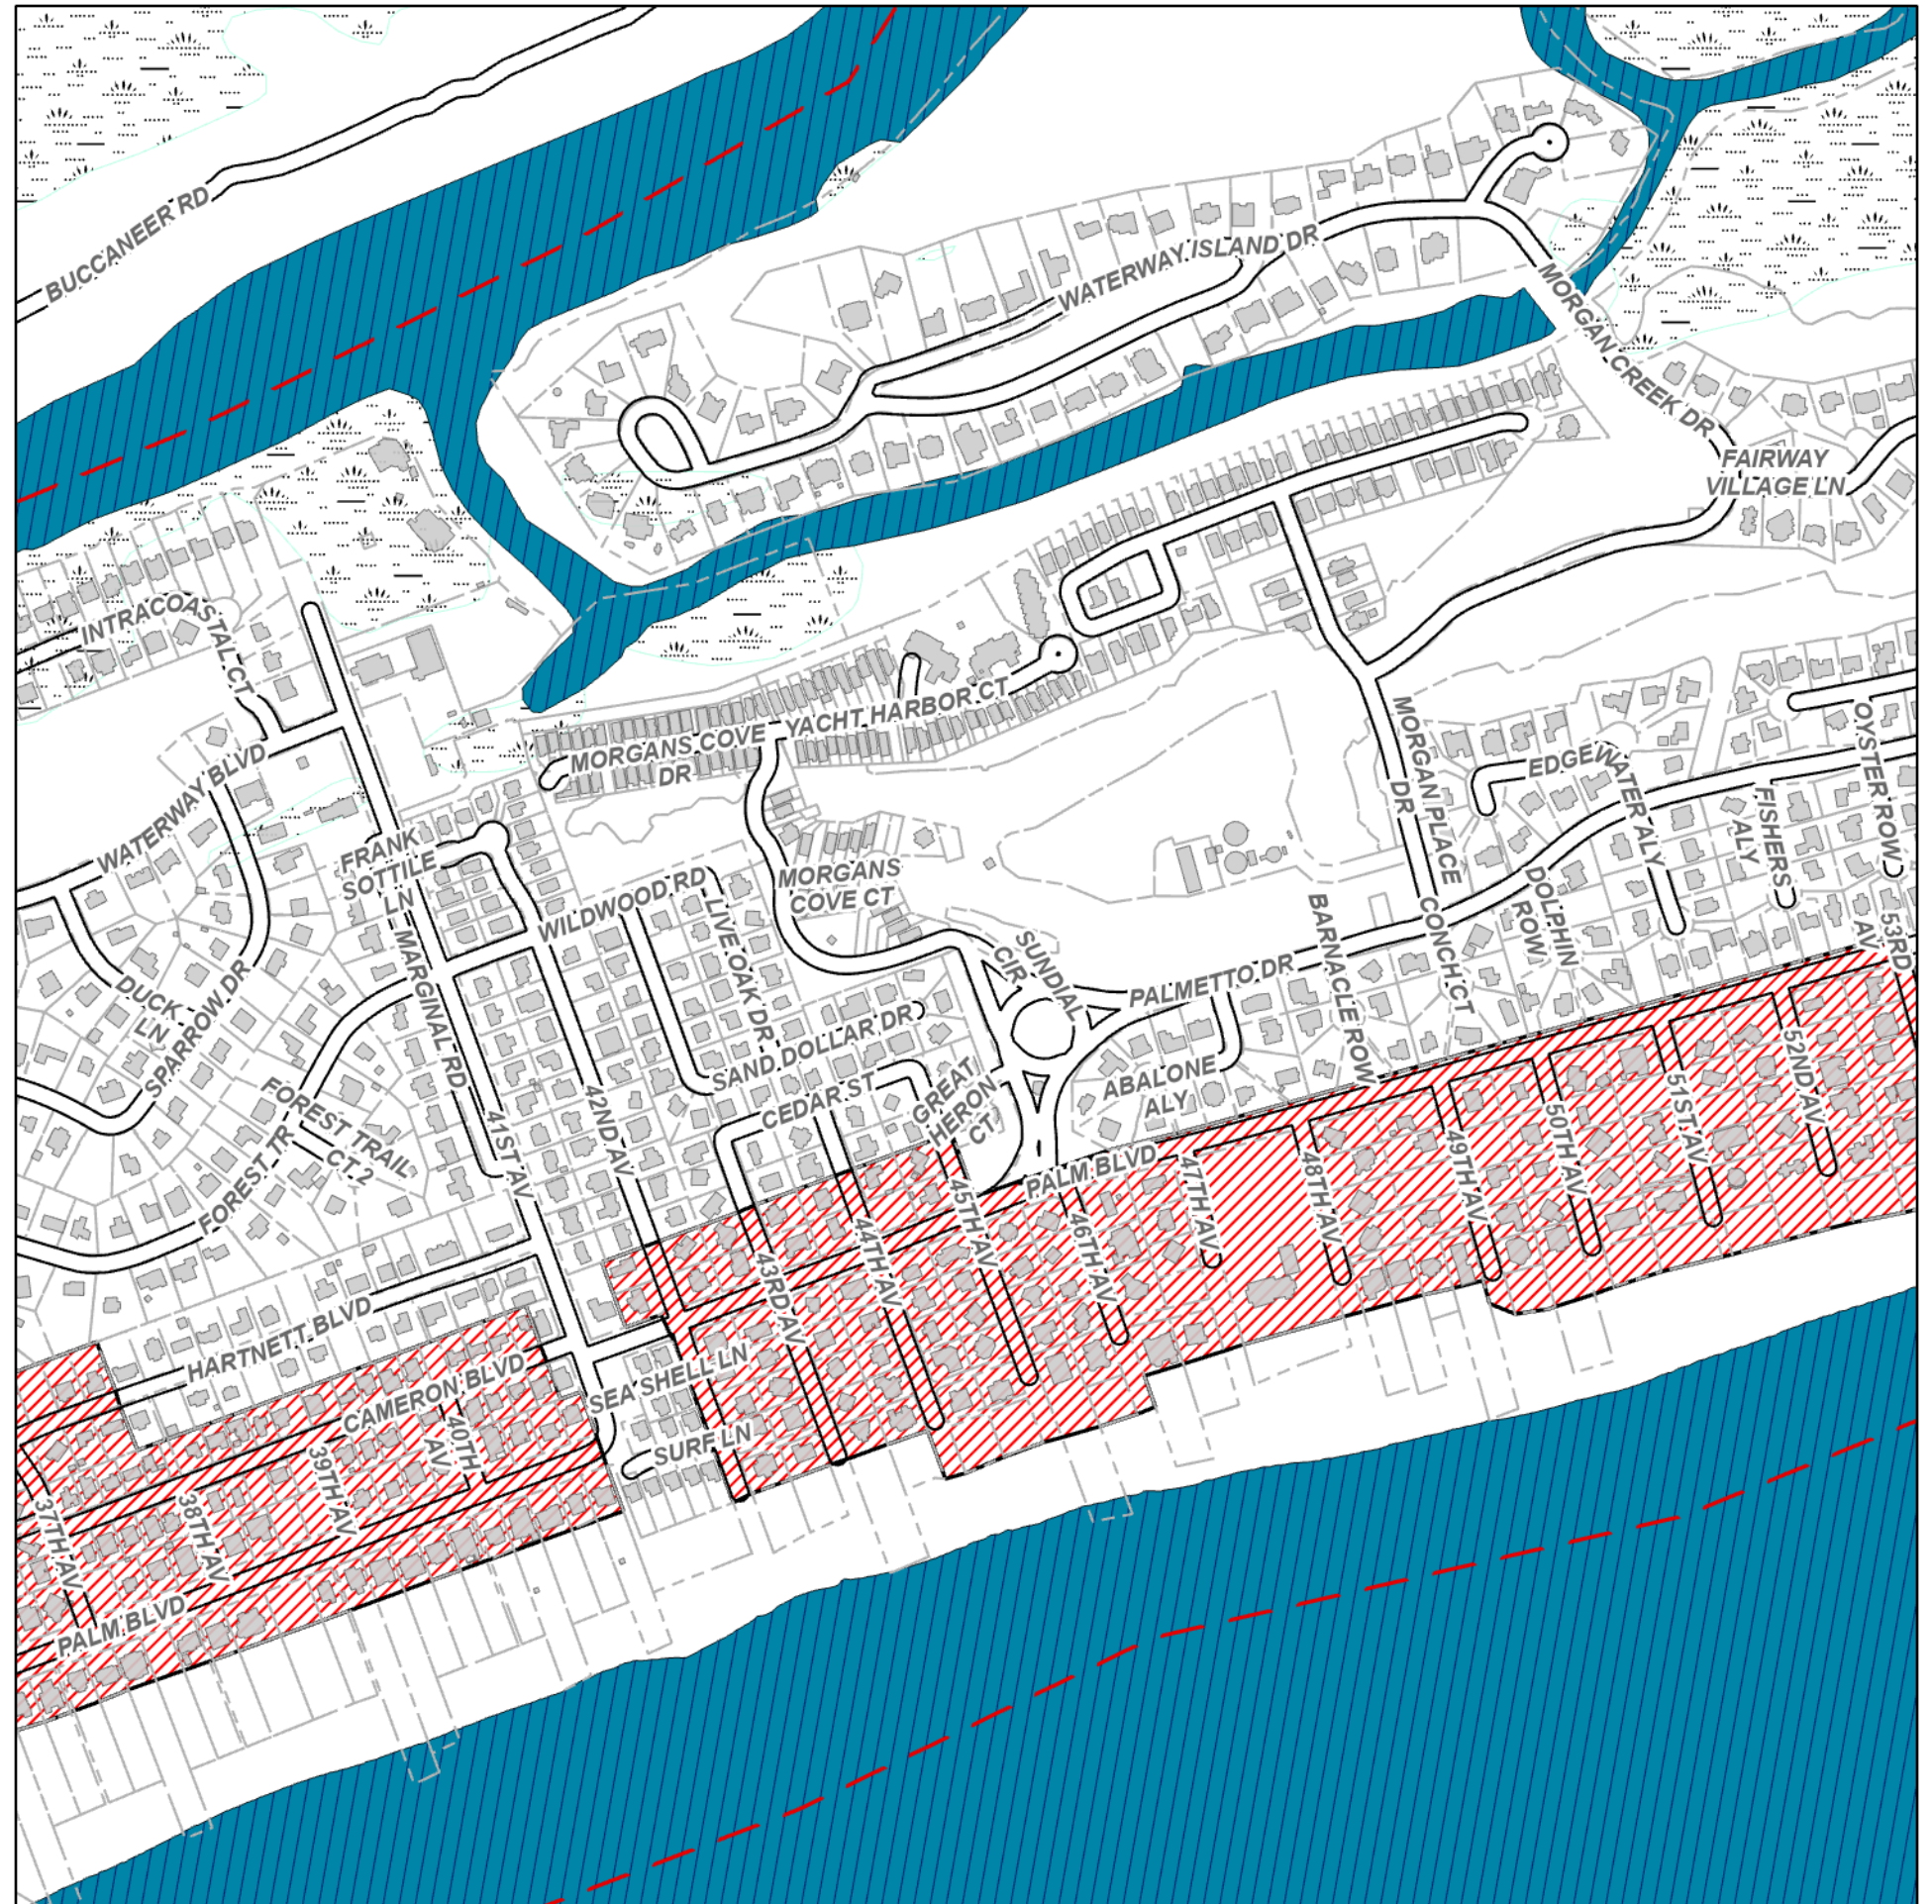 BUCCANEER RD
WATERWAY ISLAND DR
MORGAN CREEK DR
FAIRWAY
VILLAGE LN
INTRACOASTAL CT
WATERWAY BLVD
MORGANS COVE
DR
YACHT HARBOR CT
MORGAN PLACE
DR
EDGEWATER ALY
OYSTER ROW
FISHERS
ALY
FRANK
SOTTILE
LN
MARGINAL RD
WILDWOOD RD
LIVE OAK DR
MORGANS
COVE CT
SUNDIAL
CIR
BARNACLE ROW
CONCH CT
DOLPHIN
ROW
53RD
AV
DUCK
LN
SPARROW DR
PALMETTO DR
SAND DOLLAR DR
CEDAR ST
GREAT
HERON
CT
ABALONE
ALY
FOREST TRAIL
CT 2
FOREST TR
41ST AV
42ND AV
PALM BLVD
43RD AV
44TH AV
45TH AV
46TH AV
47TH AV
48TH AV
49TH AV
50TH AV
51ST AV
52ND AV
HARTNETT BLVD
CAMERON BLVD
SEA SHELL LN
SURF LN
37TH AV
38TH AV
39TH AV
40TH
AV
PALM BLVD